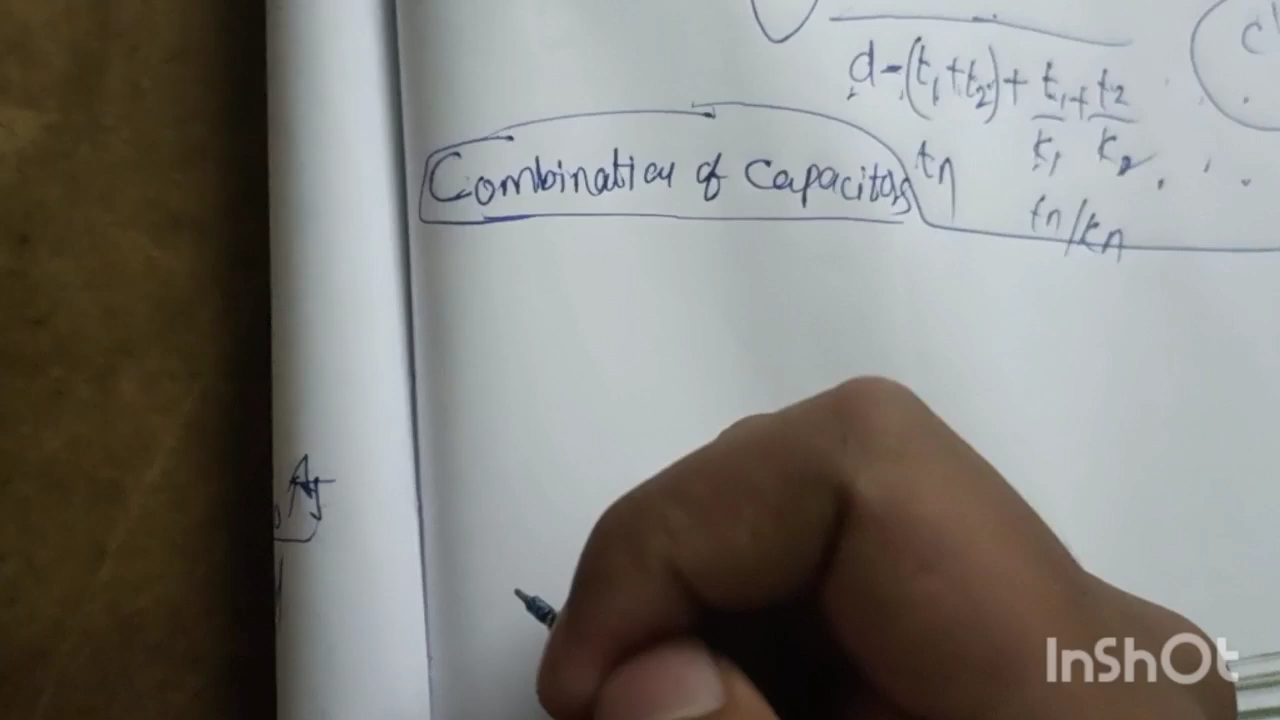 C
d-(t₁+t₂)+ t₁/k₁ + t₂/k₂
Combination of Capacitors
tn
tn/kn
InShOt